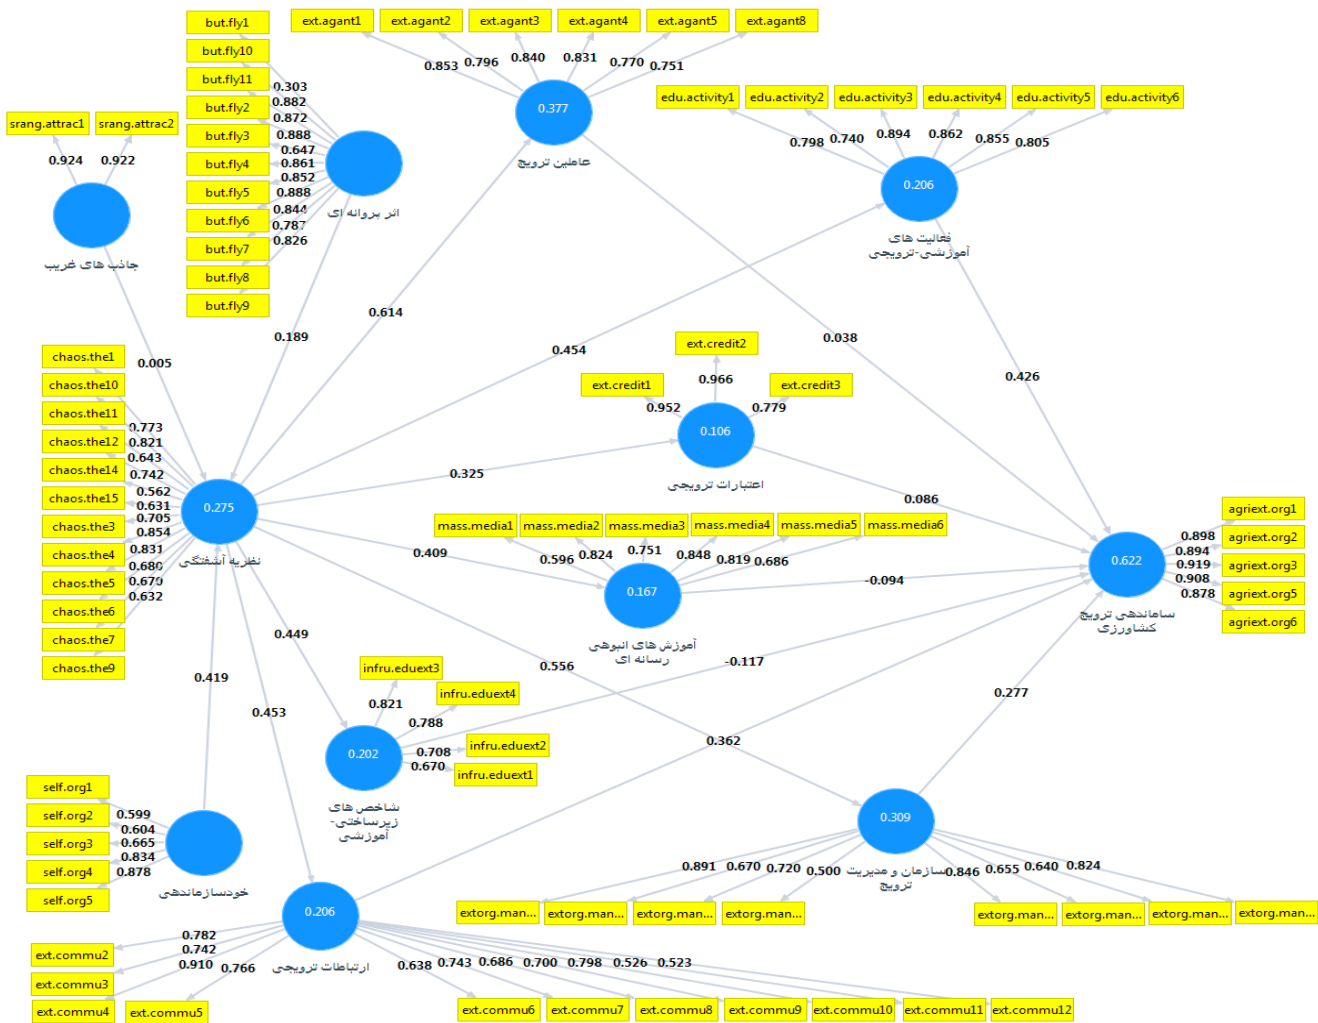 but.fly1
but.fly10
but.fly11
but.fly2
but.fly3
but.fly4
but.fly5
but.fly6
but.fly7
but.fly8
but.fly9
0.303
0.882
0.872
0.888
0.647
0.861
0.852
0.888
0.844
0.787
0.826
اثر پروانه ای
ext.agant1
ext.agant2
ext.agant3
ext.agant4
ext.agant5
ext.agant8
0.853
0.796
0.840
0.831
0.770
0.751
0.377
عاملین ترویج
edu.activity1
edu.activity2
edu.activity3
edu.activity4
edu.activity5
edu.activity6
0.798
0.740
0.894
0.862
0.855
0.805
0.206
فعالیت های
آموزشی-ترویجی
srang.attrac1
srang.attrac2
0.924
0.922
جاذب های غریب
0.005
0.189
0.614
0.454
0.038
0.426
chaos.the1
chaos.the10
chaos.the11
chaos.the12
chaos.the14
chaos.the15
chaos.the3
chaos.the4
chaos.the5
chaos.the6
chaos.the7
chaos.the9
0.773
0.821
0.643
0.742
0.562
0.631
0.705
0.854
0.831
0.680
0.670
0.632
0.275
نظریه آشفتگی
ext.credit1
ext.credit2
ext.credit3
0.952
0.966
0.779
0.106
اعتبارات ترویجی
0.325
0.086
mass.media1
mass.media2
mass.media3
mass.media4
mass.media5
mass.media6
0.596
0.824
0.751
0.848
0.819
0.686
0.167
آموزش های انبوهی
رسانه ای
0.409
-0.094
agriext.org1
agriext.org2
agriext.org3
agriext.org5
agriext.org6
0.898
0.894
0.919
0.908
0.878
0.622
ساماندهی ترویج
کشاورزی
0.449
0.556
-0.117
0.419
0.453
0.362
0.277
infru.eduext3
infru.eduext4
infru.eduext2
infru.eduext1
0.821
0.788
0.708
0.670
0.202
شاخص های
زیرساختی-
آموزشی
self.org1
self.org2
self.org3
self.org4
self.org5
0.599
0.604
0.665
0.834
0.878
خودسازماندهی
0.309
سازمان و مدیریت
ترویج
0.891
0.670
0.720
0.500
0.846
0.655
0.640
0.824
extorg.man...
extorg.man...
extorg.man...
extorg.man...
extorg.man...
extorg.man...
extorg.man...
extorg.man...
0.206
ارتباطات ترویجی
0.782
0.742
0.910
0.766
0.638
0.743
0.686
0.700
0.798
0.526
0.523
ext.commu2
ext.commu3
ext.commu4
ext.commu5
ext.commu6
ext.commu7
ext.commu8
ext.commu9
ext.commu10
ext.commu11
ext.commu12